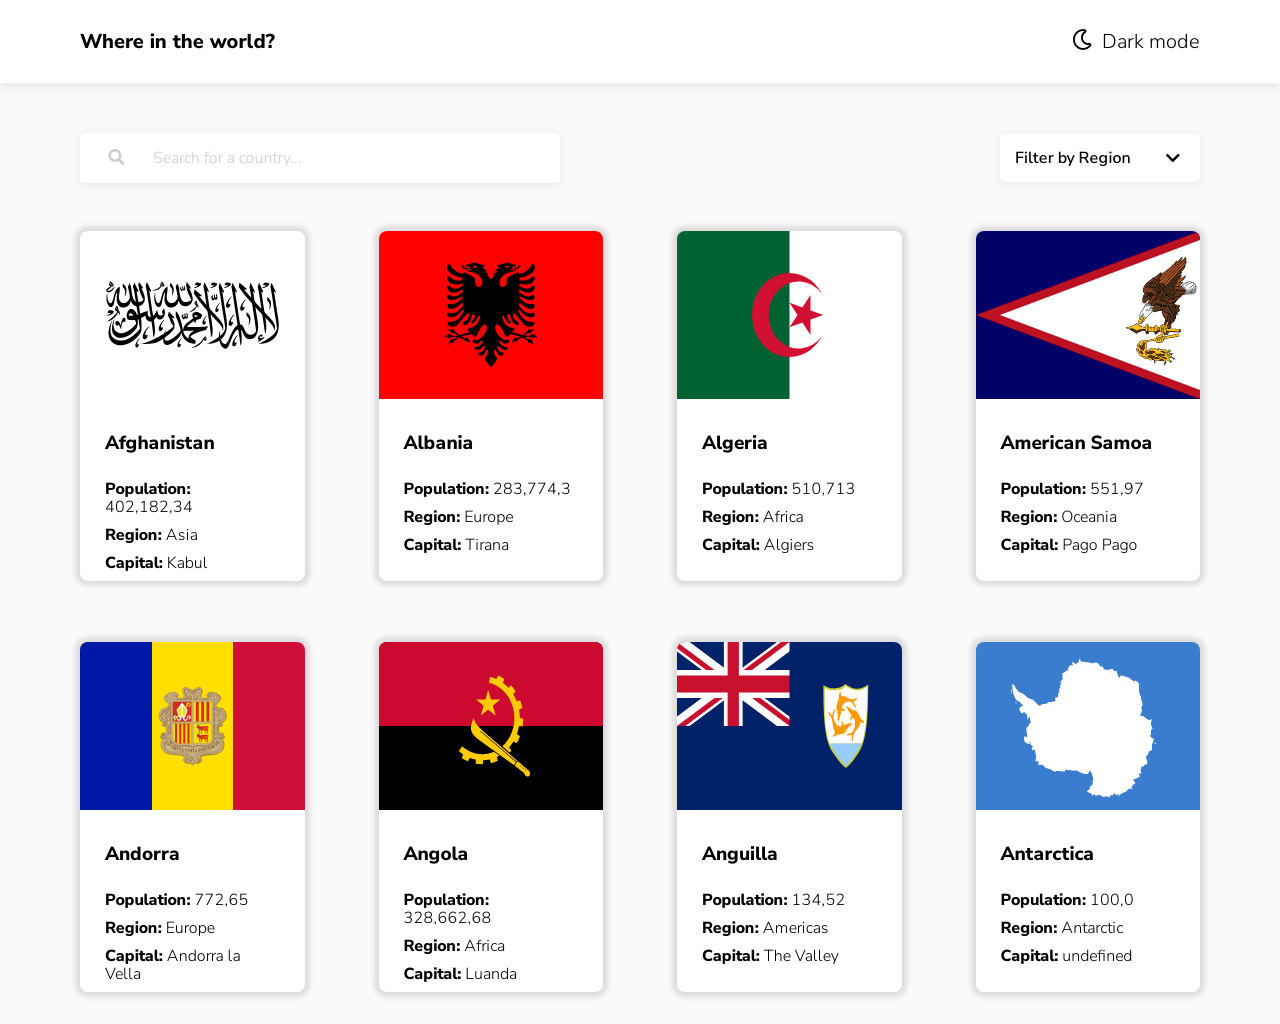 Where in the world?
Dark mode
Search for a country...
Filter by Region
Afghanistan
Population:
402,182,34
Region: Asia
Capital: Kabul
Albania
Population: 283,774,3
Region: Europe
Capital: Tirana
Algeria
Population: 510,713
Region: Africa
Capital: Algiers
American Samoa
Population: 551,97
Region: Oceania
Capital: Pago Pago
Andorra
Population: 772,65
Region: Europe
Capital: Andorra la
Vella
Angola
Population:
328,662,68
Region: Africa
Capital: Luanda
Anguilla
Population: 134,52
Region: Americas
Capital: The Valley
Antarctica
Population: 100,0
Region: Antarctic
Capital: undefined
لا إله إلا الله محمد رسول الله